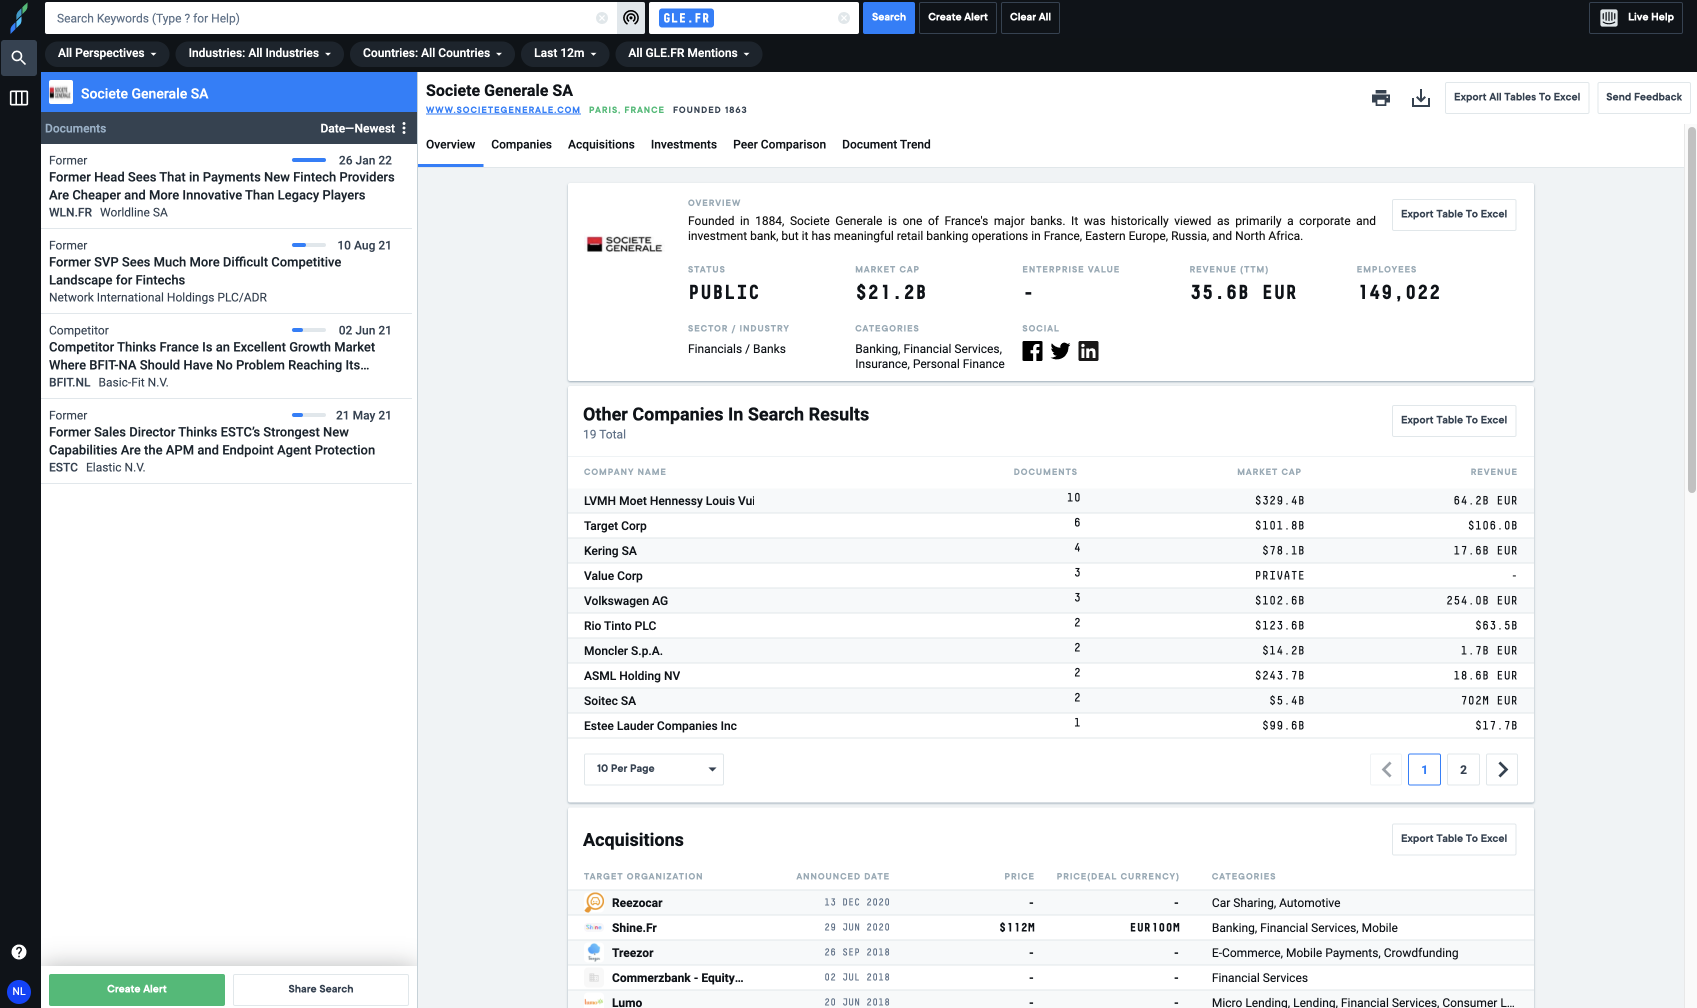 Search Keywords (Type ? for Help)
GLE.FR
Search
Create Alert
Clear All
Live Help
All Perspectives
Industries: All Industries
Countries: All Countries
Last 12m
All GLE.FR Mentions
SOCIETE GENERALE
Societe Generale SA
Documents
Date—Newest
Former
26 Jan 22
Former Head Sees That in Payments New Fintech Providers
Are Cheaper and More Innovative Than Legacy Players
WLN.FR Worldline SA
Former
10 Aug 21
Former SVP Sees Much More Difficult Competitive
Landscape for Fintechs
Network International Holdings PLC/ADR
Competitor
02 Jun 21
Competitor Thinks France Is an Excellent Growth Market
Where BFIT-NA Should Have No Problem Reaching Its...
BFIT.NL Basic-Fit N.V.
Former
21 May 21
Former Sales Director Thinks ESTC’s Strongest New
Capabilities Are the APM and Endpoint Agent Protection
ESTC Elastic N.V.
?
NL
Create Alert
Share Search
Societe Generale SA
WWW.SOCIETEGENERALE.COM PARIS, FRANCE FOUNDED 1863
Export All Tables To Excel
Send Feedback
Overview Companies Acquisitions Investments Peer Comparison Document Trend
SOCIETE
GENERALE
OVERVIEW
Founded in 1884, Societe Generale is one of France's major banks. It was historically viewed as primarily a corporate and
investment bank, but it has meaningful retail banking operations in France, Eastern Europe, Russia, and North Africa.
Export Table To Excel
STATUS MARKET CAP ENTERPRISE VALUE REVENUE (TTM) EMPLOYEES
PUBLIC $21.2B - 35.6B EUR 149,022
SECTOR / INDUSTRY CATEGORIES SOCIAL
Financials / Banks
Banking, Financial Services,
Insurance, Personal Finance
Other Companies In Search Results
19 Total
Export Table To Excel
COMPANY NAME DOCUMENTS MARKET CAP REVENUE
LVMH Moet Hennessy Louis Vui 10 $329.4B 64.2B EUR
Target Corp 6 $101.8B $106.0B
Kering SA 4 $78.1B 17.6B EUR
Value Corp 3 PRIVATE -
Volkswagen AG 3 $102.6B 254.0B EUR
Rio Tinto PLC 2 $123.6B $63.5B
Moncler S.p.A. 2 $14.2B 1.7B EUR
ASML Holding NV 2 $243.7B 18.6B EUR
Soitec SA 2 $5.4B 702M EUR
Estee Lauder Companies Inc 1 $99.6B $17.7B
10 Per Page
1
2
Acquisitions
Export Table To Excel
TARGET ORGANIZATION ANNOUNCED DATE PRICE PRICE(DEAL CURRENCY) CATEGORIES
Reezocar 13 DEC 2020 - - Car Sharing, Automotive
Shine.Fr 29 JUN 2020 $112M EUR100M Banking, Financial Services, Mobile
Treezor 26 SEP 2018 - - E-Commerce, Mobile Payments, Crowdfunding
Commerzbank - Equity... 02 JUL 2018 - - Financial Services
Lumo 20 JUN 2018 - - Micro Lending, Lending, Financial Services, Consumer L...